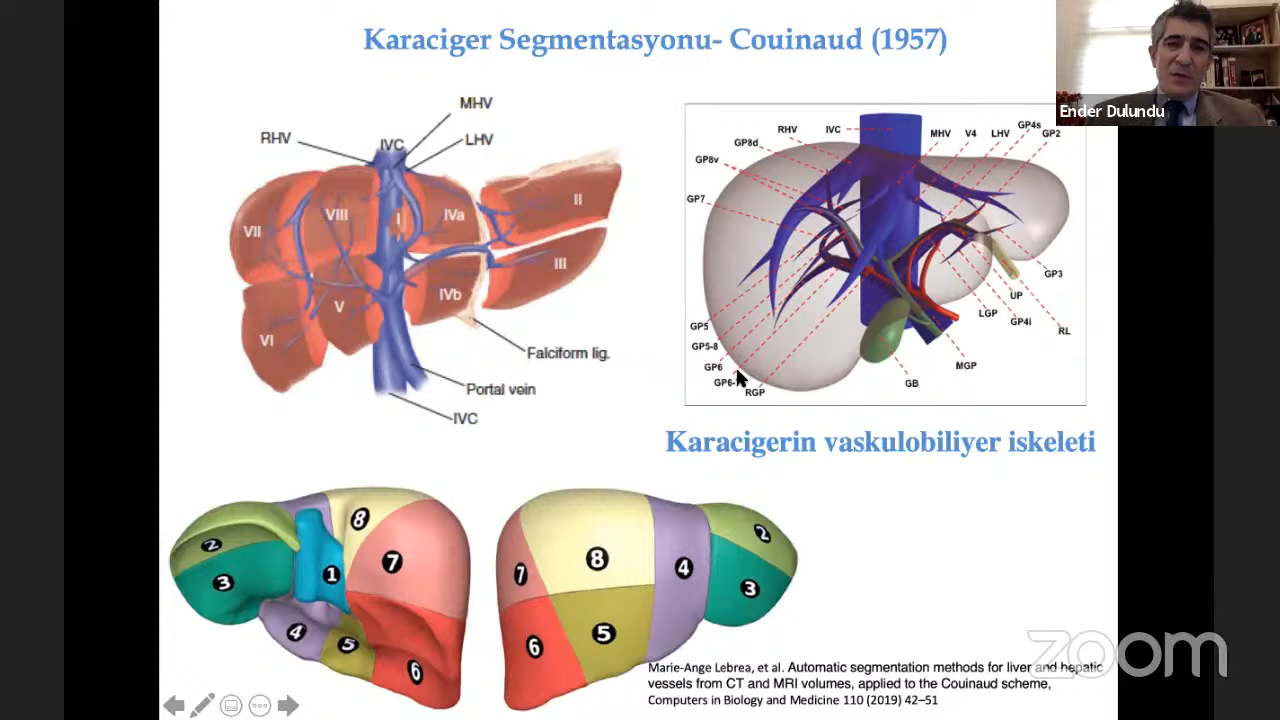 Karaciger Segmentasyonu- Couinaud (1957)
Ender Dulundu
MHV
RHV
IVC
LHV
VII
VIII
I
IVa
II
III
VI
V
IVb
Falciform lig.
Portal vein
IVC
RHV
IVC
MHV
V4
LHV
GP4s
GP2
GP8d
GP8v
GP7
GP3
UP
RL
GP4i
LGP
MGP
GB
GP5
GP5-8
GP6
RGP
Karacigerin vaskulobiliyer iskeleti
2
3
1
8
7
4
5
6
7
8
4
2
3
6
5
Marie-Ange Lebrea, et al. Automatic segmentation methods for liver and hepatic
vessels from CT and MRI volumes, applied to the Couinaud scheme,
Computers in Biology and Medicine 110 (2019) 42–51
zoom